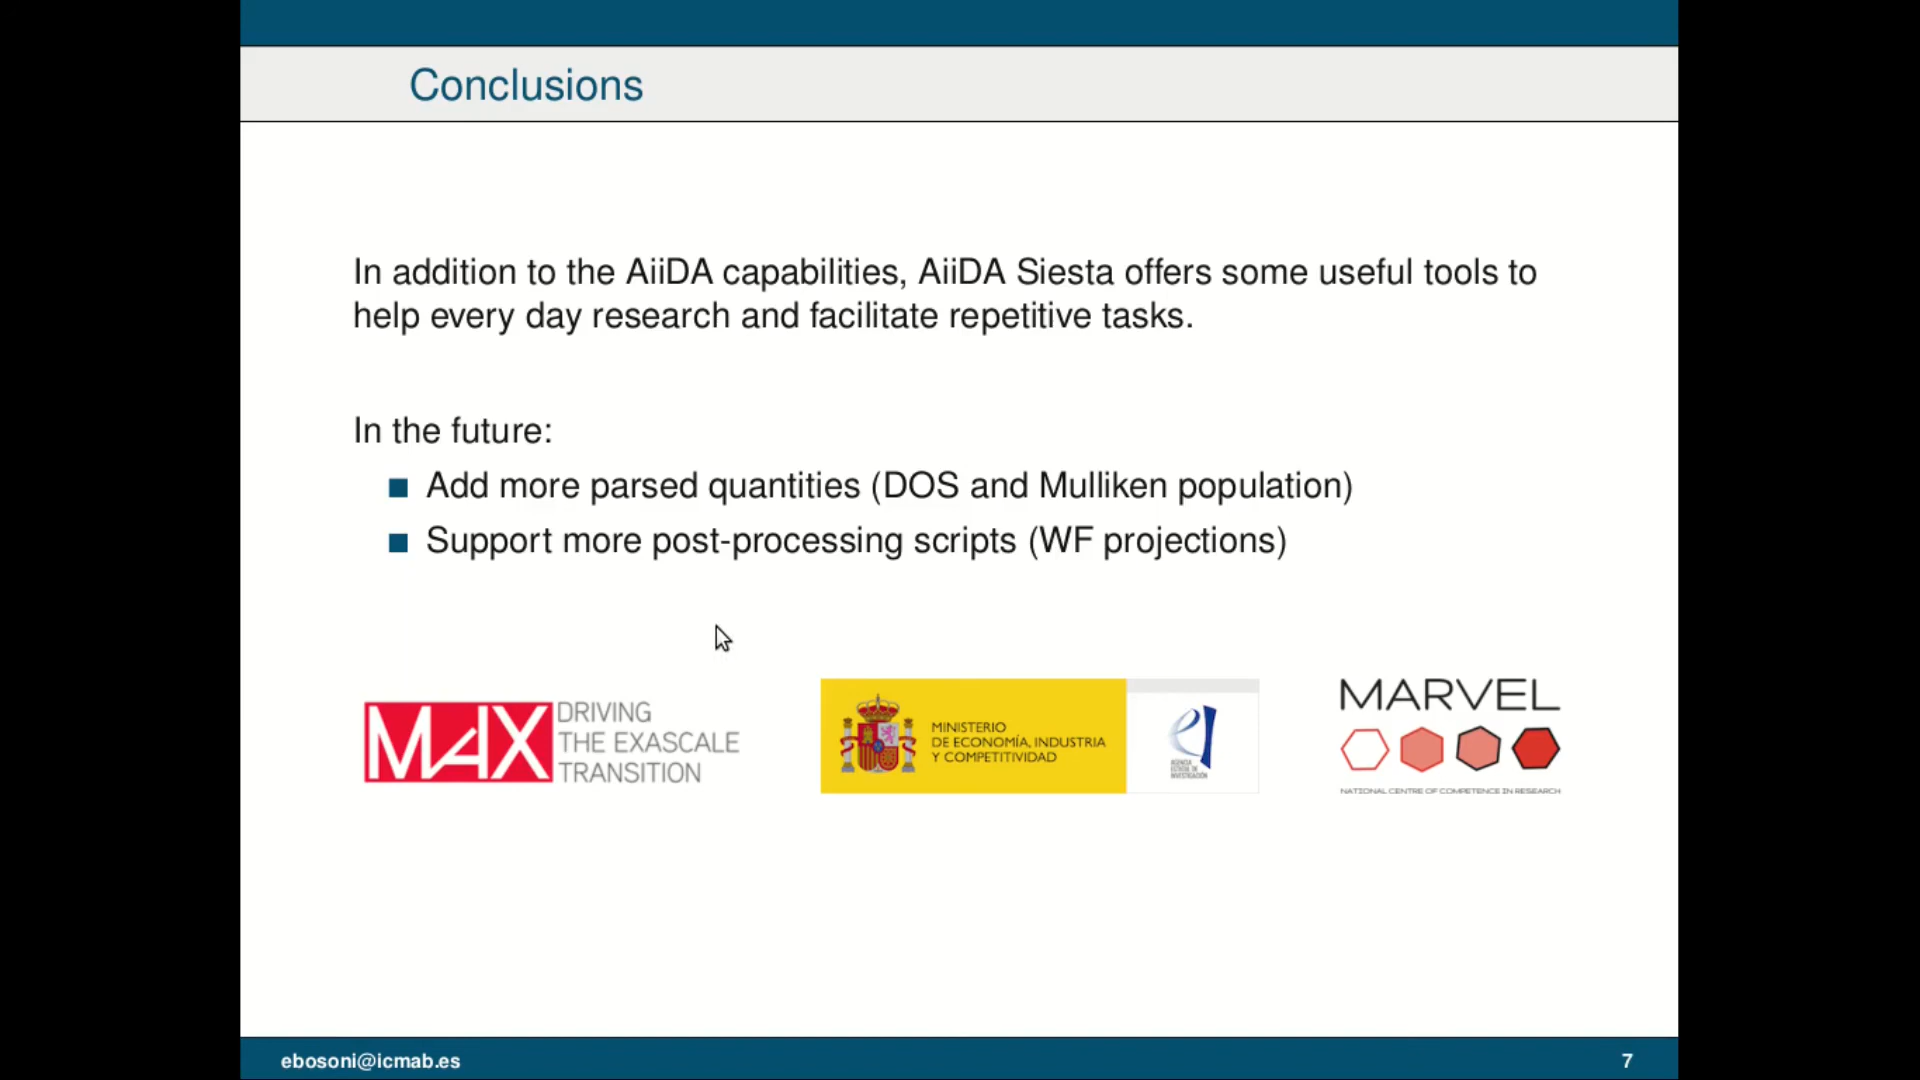 Conclusions
In addition to the AiiDA capabilities, AiiDA Siesta offers some useful tools to
help every day research and facilitate repetitive tasks.
In the future:
Add more parsed quantities (DOS and Mulliken population)
Support more post-processing scripts (WF projections)
MAX
DRIVING
THE EXASCALE
TRANSITION
MINISTERIO
DE ECONOMÍA, INDUSTRIA
Y COMPETITIVIDAD
AGENCIA
ESTATAL DE
INVESTIGACIÓN
MARVEL
NATIONAL CENTRE OF COMPETENCE IN RESEARCH
ebosoni@icmab.es
7